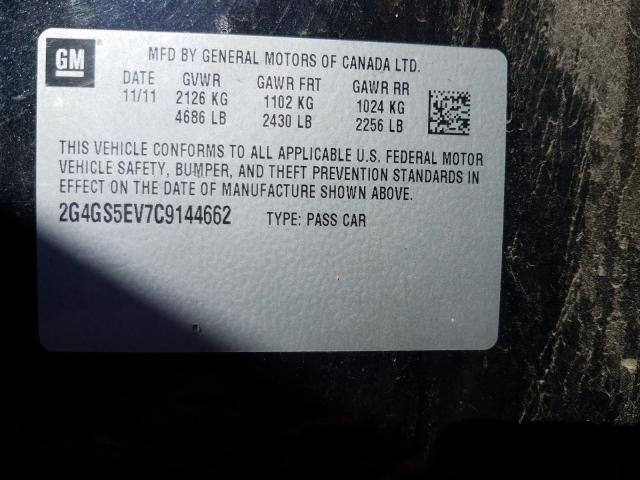 GM ®
MFD BY GENERAL MOTORS OF CANADA LTD.
DATE GVWR GAWR FRT GAWR RR
11/11 2126 KG 1102 KG 1024 KG
4686 LB 2430 LB 2256 LB
THIS VEHICLE CONFORMS TO ALL APPLICABLE U.S. FEDERAL MOTOR
VEHICLE SAFETY, BUMPER, AND THEFT PREVENTION STANDARDS IN
EFFECT ON THE DATE OF MANUFACTURE SHOWN ABOVE.
2G4GS5EV7C9144662 TYPE: PASS CAR